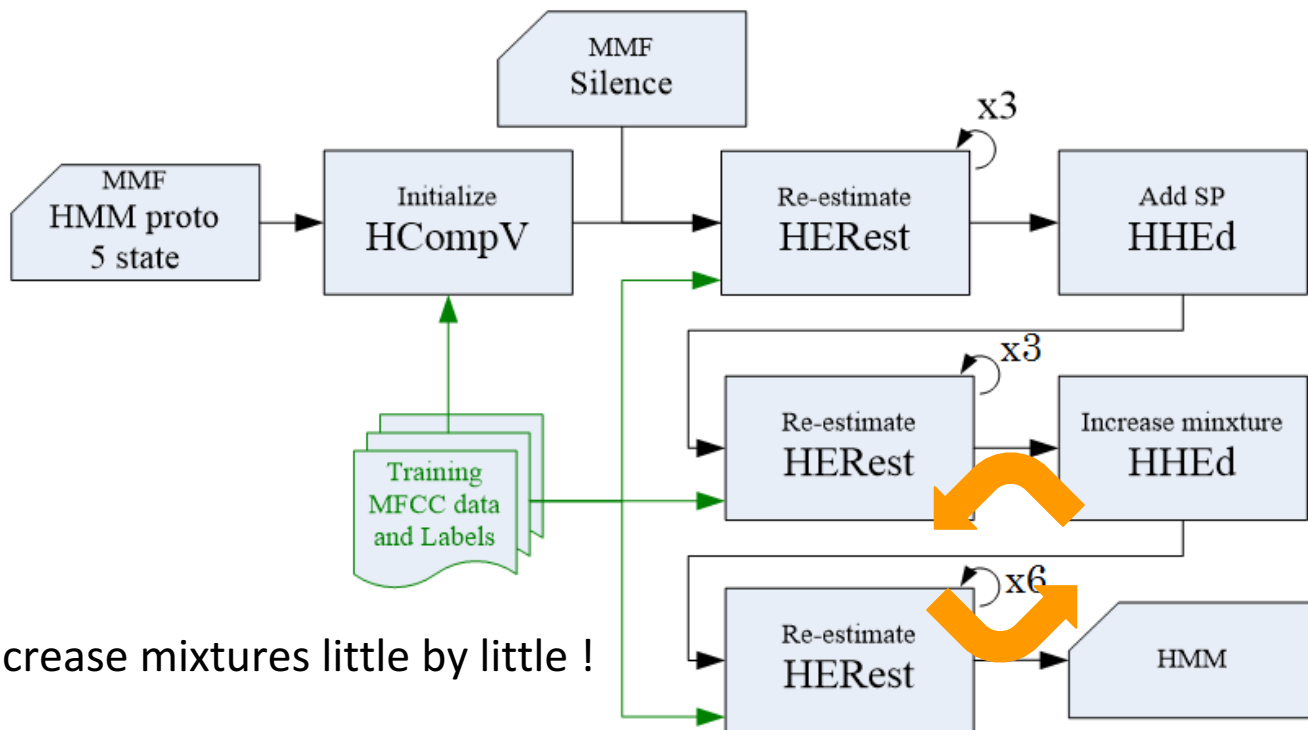 MMF
Silence
x3
MMF
HMM proto
5 state
Initialize
HCompV
Re-estimate
HERest
Add SP
HHEd
x3
Re-estimate
HERest
Increase minxture
HHEd
Training
MFCC data
and Labels
x6
Re-estimate
HERest
HMM
crease mixtures little by little !